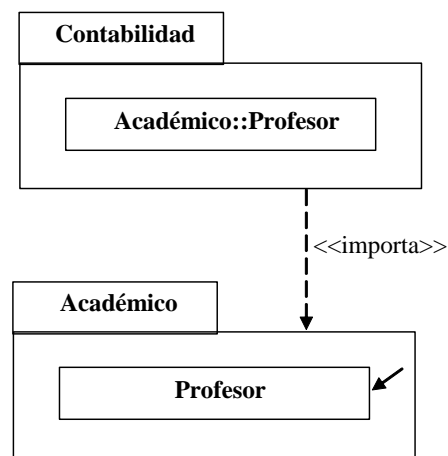 Contabilidad
Académico::Profesor
<<importa>>
Académico
Profesor